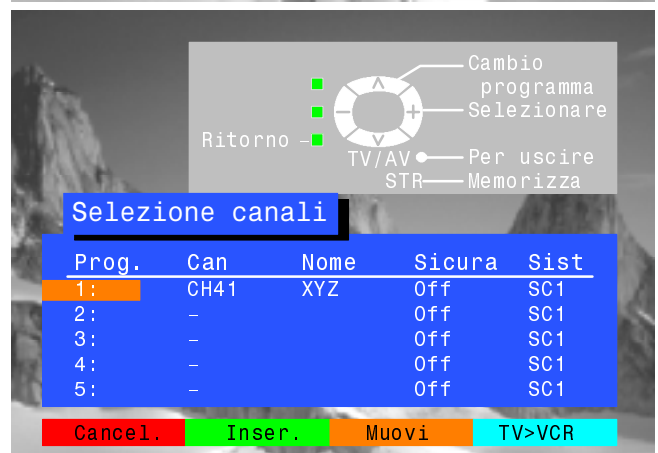 Cambio
programma
Selezionare
Ritorno
TV/AV Per uscire
STR Memorizza
Selezione canali
Prog. Can Nome Sicura Sist
1: CH41 XYZ Off SC1
2: – Off SC1
3: – Off SC1
4: – Off SC1
5: – Off SC1
Cancel. Inser. Muovi TV>VCR